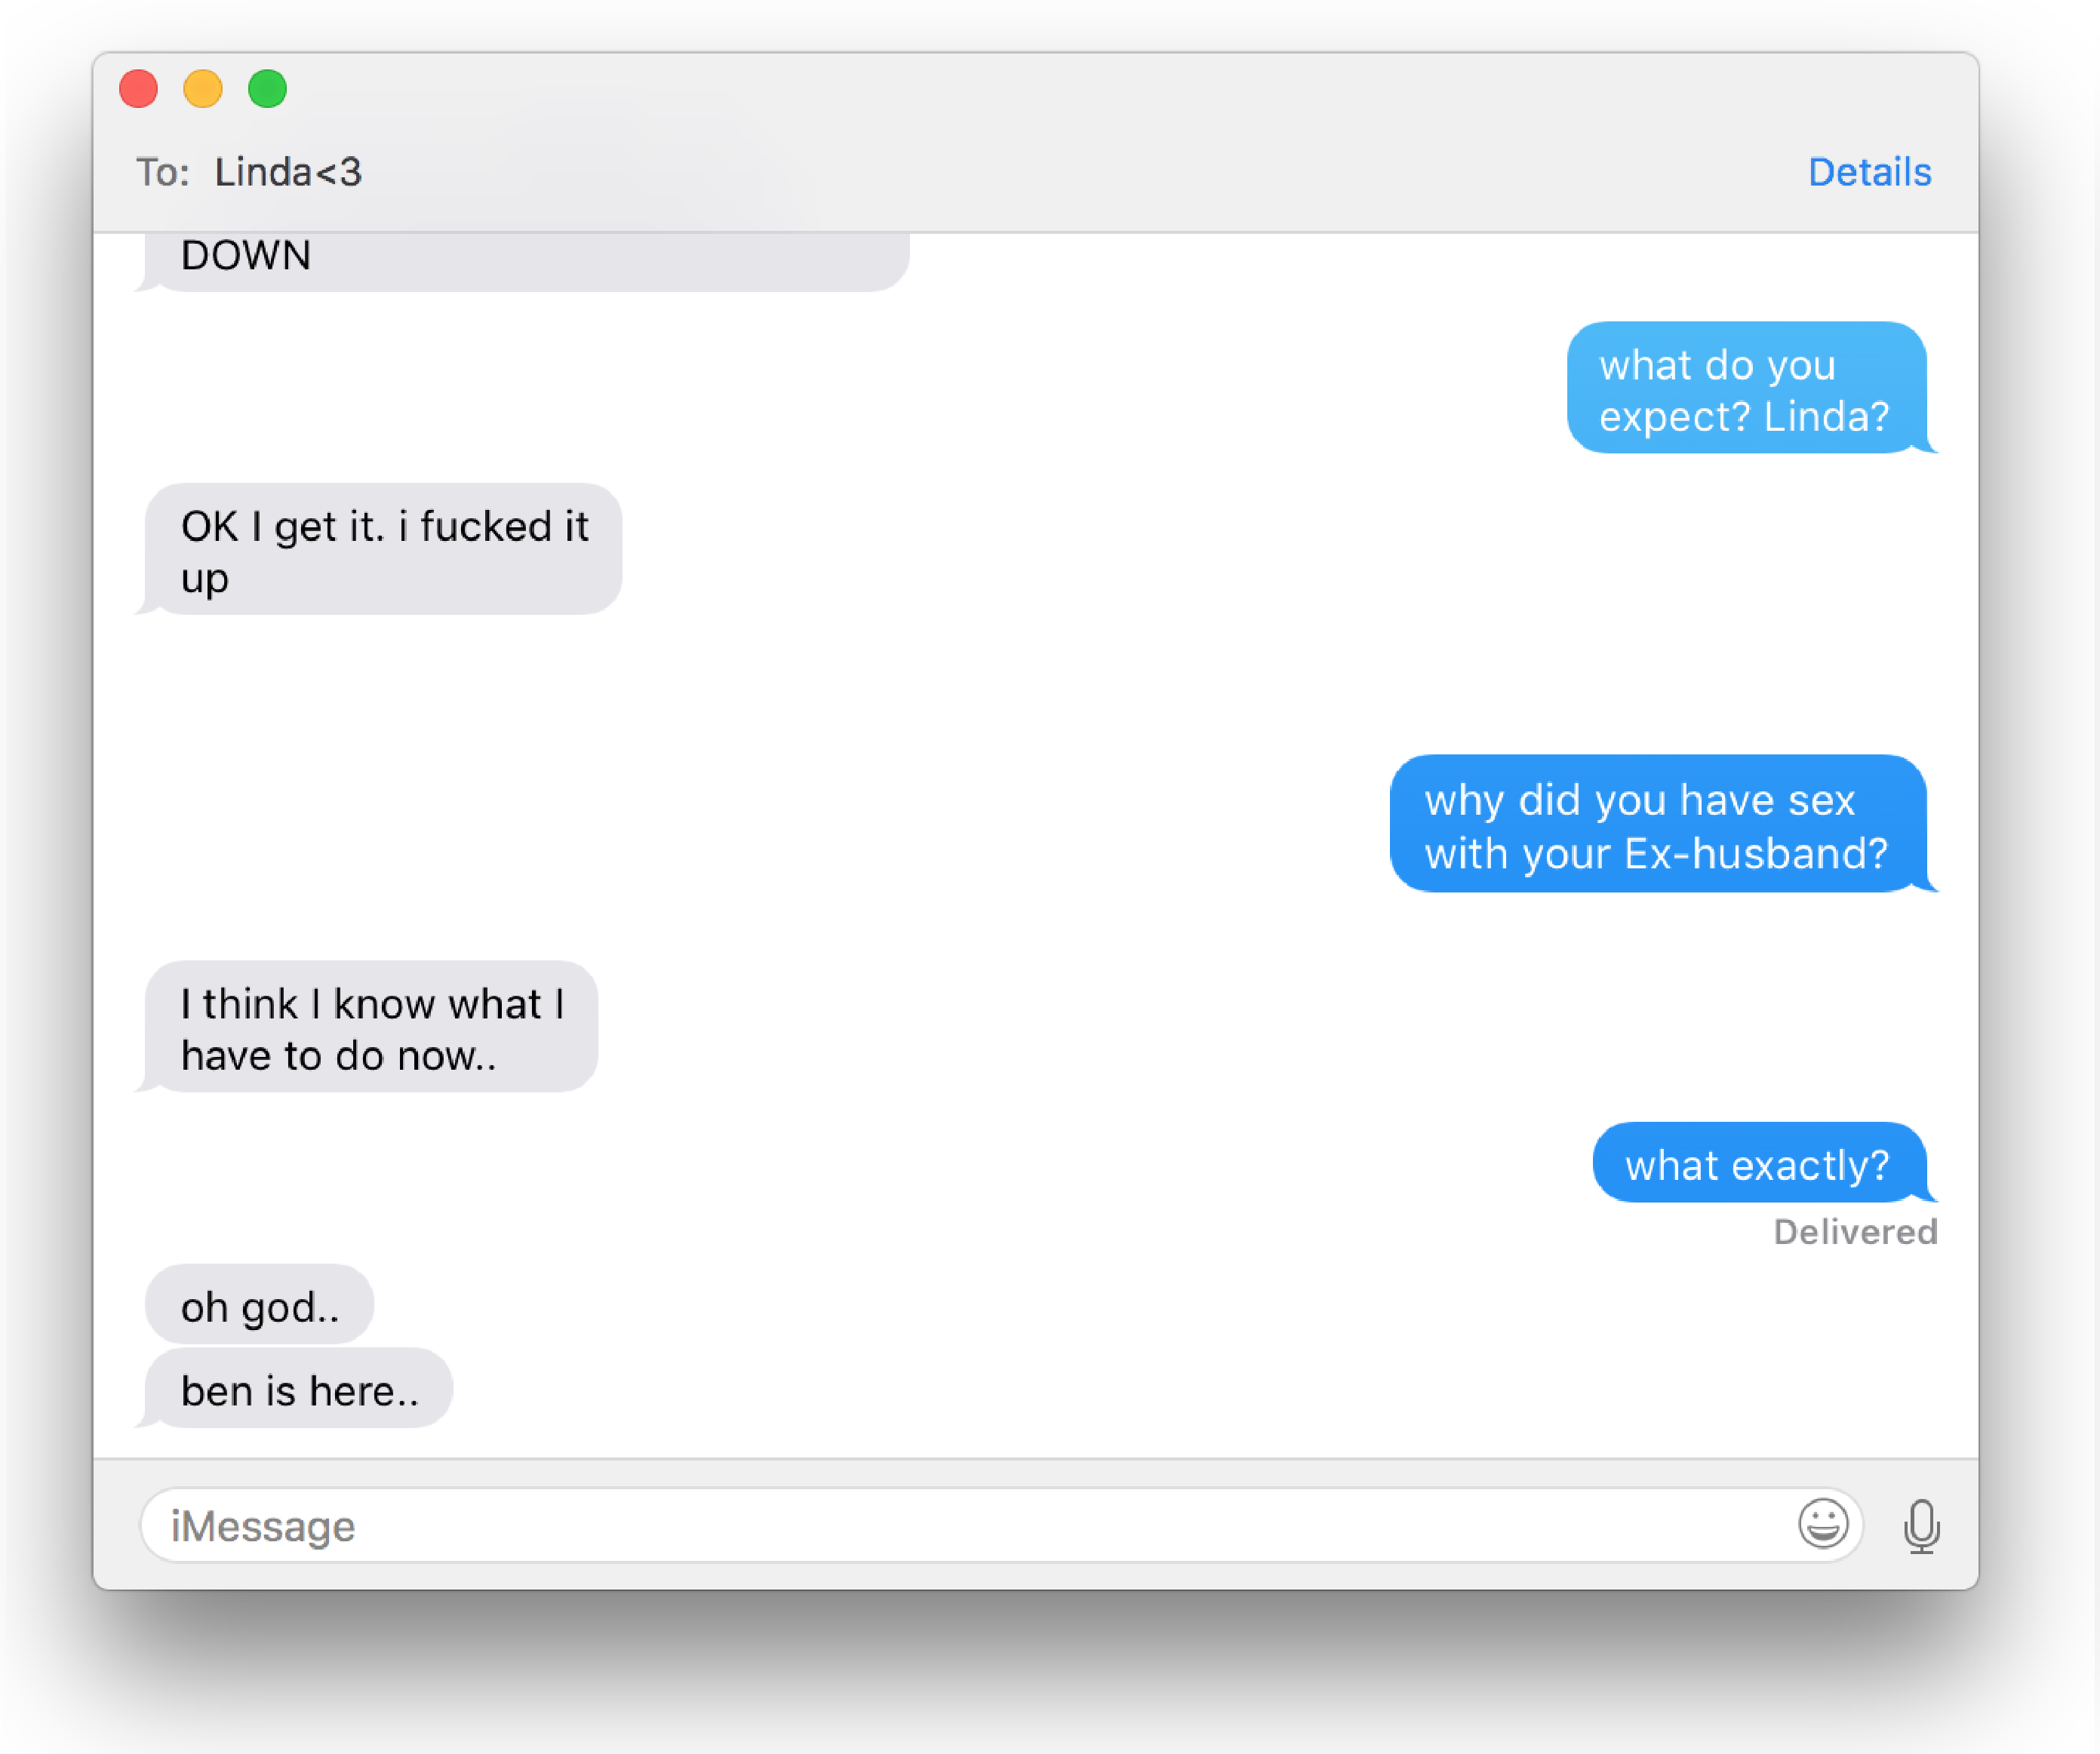 To: Linda<3
Details
DOWN
what do you
expect? Linda?
OK I get it. i fucked it
up
why did you have sex
with your Ex-husband?
I think I know what I
have to do now..
what exactly?
Delivered
oh god..
ben is here..
iMessage